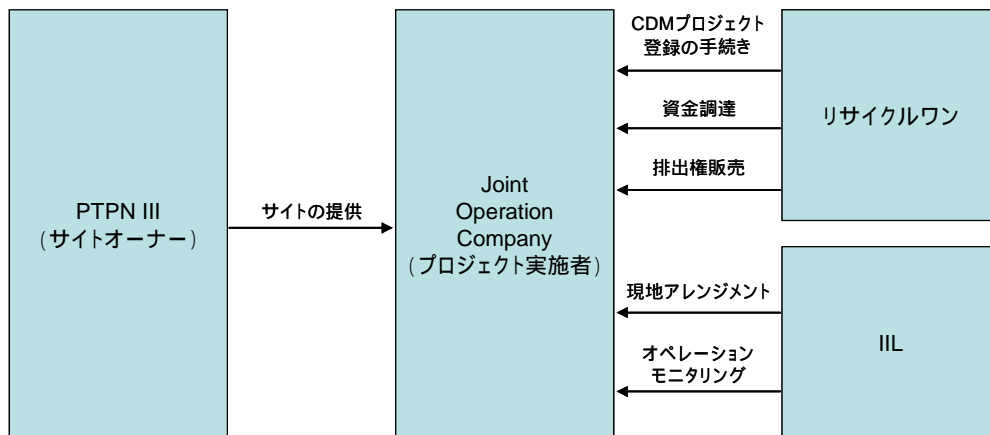 PTPN III
(サイトオーナー)
サイトの提供
Joint
Operation
Company
(プロジェクト実施者)
CDMプロジェクト
登録の手続き
資金調達
排出権販売
リサイクルワン
現地アレンジメント
オペレーション
モニタリング
IIL